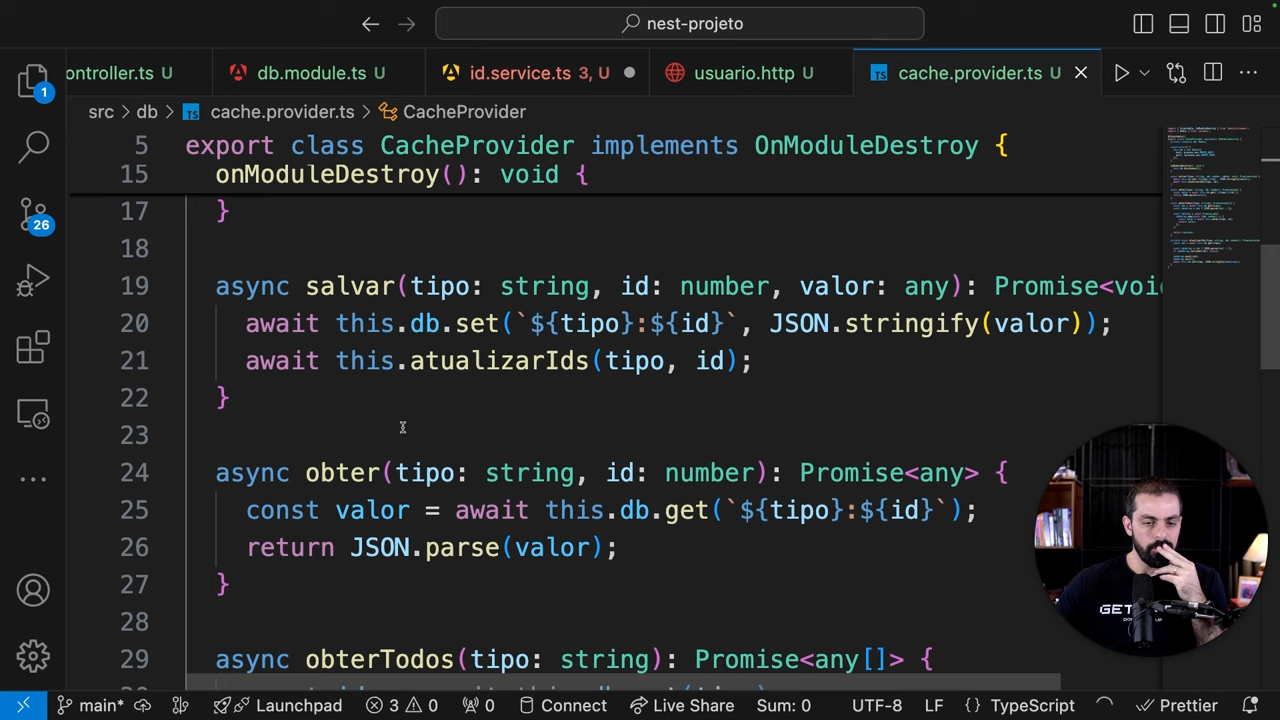 nest-projeto
ontroller.ts U
db.module.ts U
id.service.ts 3, U
usuario.http U
cache.provider.ts U
src > db > TS cache.provider.ts > CacheProvider
1
26
5 export class CacheProvider implements OnModuleDestroy {
15 onModuleDestroy(): void {
17 }
18
19 async salvar(tipo: string, id: number, valor: any): Promise<voi
20 await this.db.set(`${tipo}:${id}`, JSON.stringify(valor));
21 await this.atualizarIds(tipo, id);
22 }
23
24 async obter(tipo: string, id: number): Promise<any> {
25 const valor = await this.db.get(`${tipo}:${id}`);
26 return JSON.parse(valor);
27 }
28
29 async obterTodos(tipo: string): Promise<any[]> {
main* Launchpad 3 0 0 Connect Live Share Sum: 0 UTF-8 LF {} TypeScript Prettier